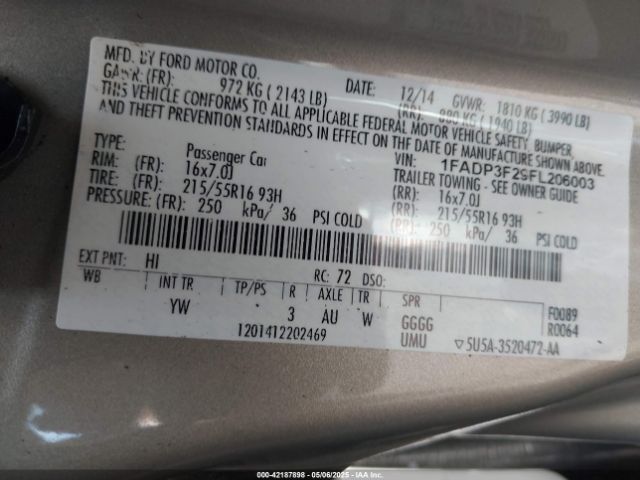 MFD. BY FORD MOTOR CO.
DATE: 12/14 GVWR: 1810 KG ( 3990 LB)
GAWR: (FR): 972 KG ( 2143 LB) (RR): 880 KG ( 1940 LB)
THIS VEHICLE CONFORMS TO ALL APPLICABLE FEDERAL MOTOR VEHICLE SAFETY, BUMPER
AND THEFT PREVENTION STANDARDS IN EFFECT ON THE DATE OF MANUFACTURE SHOWN ABOVE.
VIN: 1FADP3F29FL206003
TYPE: Passenger Car TRAILER TOWING - SEE OWNER GUIDE
RIM: (FR): 16x7.0J (RR): 16x7.0J
TIRE: (FR): 215/55R16 93H (RR): 215/55R16 93H
PRESSURE: (FR): 250 kPa/ 36 PSI COLD (RR): 250 kPa/ 36 PSI COLD
EXT PNT: HI RC: 72 DSO:
WB INT TR TP/PS R AXLE TR SPR F0089
YW 3 AU W GGGG R0064
1201412202469 UMU ▽5U5A-3520472-AA
000-42187898 05/06/2025 IAA Inc.